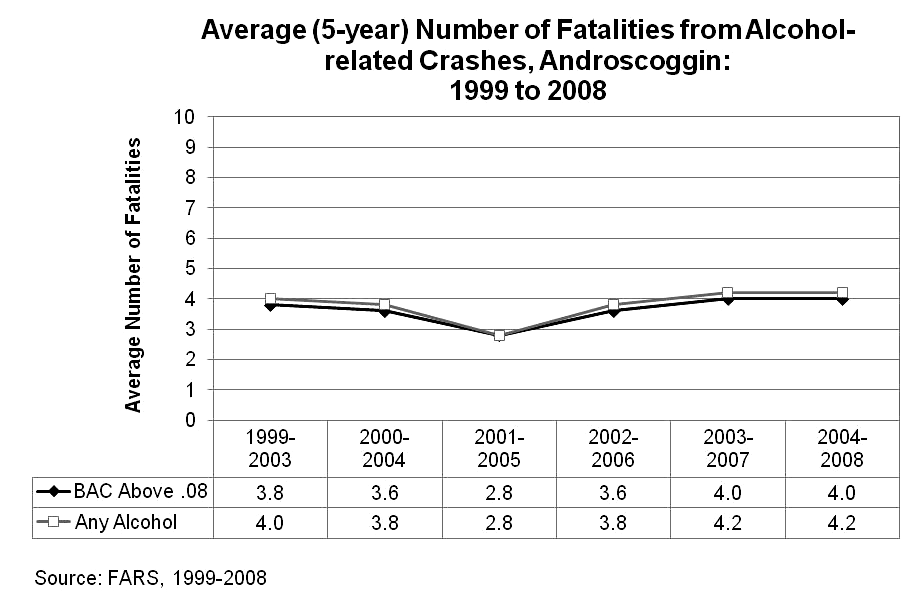 Average (5-year) Number of Fatalities from Alcohol-
related Crashes, Androscoggin:
1999 to 2008
Average Number of Fatalities
10
9
8
7
6
5
4
3
2
1
0
1999- 2000- 2001- 2002- 2003- 2004-
2003 2004 2005 2006 2007 2008
BAC Above .08 3.8 3.6 2.8 3.6 4.0 4.0
Any Alcohol 4.0 3.8 2.8 3.8 4.2 4.2
Source: FARS, 1999-2008